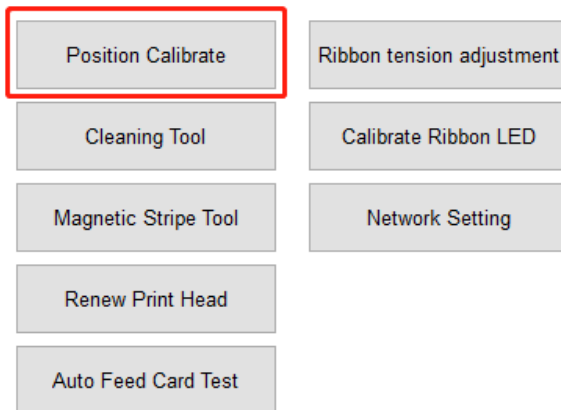 Position Calibrate
Ribbon tension adjustment
Cleaning Tool
Calibrate Ribbon LED
Magnetic Stripe Tool
Network Setting
Renew Print Head
Auto Feed Card Test